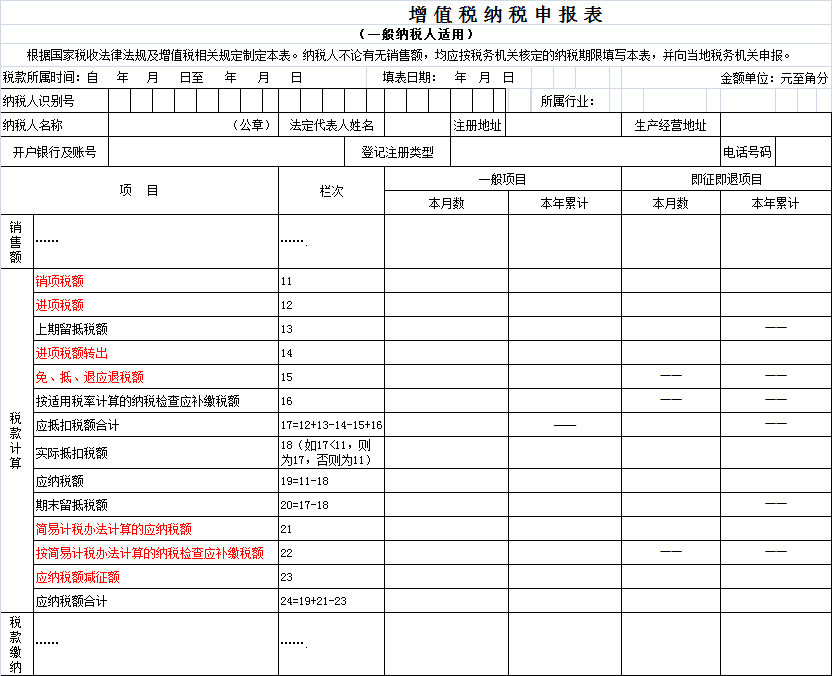 增值税纳税申报表
（一般纳税人适用）
根据国家税收法律法规及增值税相关规定制定本表。纳税人不论有无销售额，均应按税务机关核定的纳税期限填写本表，并向当地税务机关申报。
税款所属时间：自 年 月 日至 年 月 日 填表日期： 年 月 日 金额单位：元至角分
纳税人识别号 所属行业：
纳税人名称 （公章） 法定代表人姓名 注册地址 生产经营地址
开户银行及账号 登记注册类型 电话号码
项 目 栏次 一般项目 即征即退项目
本月数 本年累计 本月数 本年累计
销售额 …… ……
税款计算
销项税额 11
进项税额 12
上期留抵税额 13 ——
进项税额转出 14
免、抵、退应退税额 15 —— ——
按适用税率计算的纳税检查应补缴税额 16 —— ——
应抵扣税额合计 17=12+13-14-15+16 —— ——
实际抵扣税额 18（如17<11，则为17，否则为11）
应纳税额 19=11-18
期末留抵税额 20=17-18 ——
简易计税办法计算的应纳税额 21
按简易计税办法计算的纳税检查应补缴税额 22 —— ——
应纳税额减征额 23
应纳税额合计 24=19+21-23
税款缴纳 …… ……